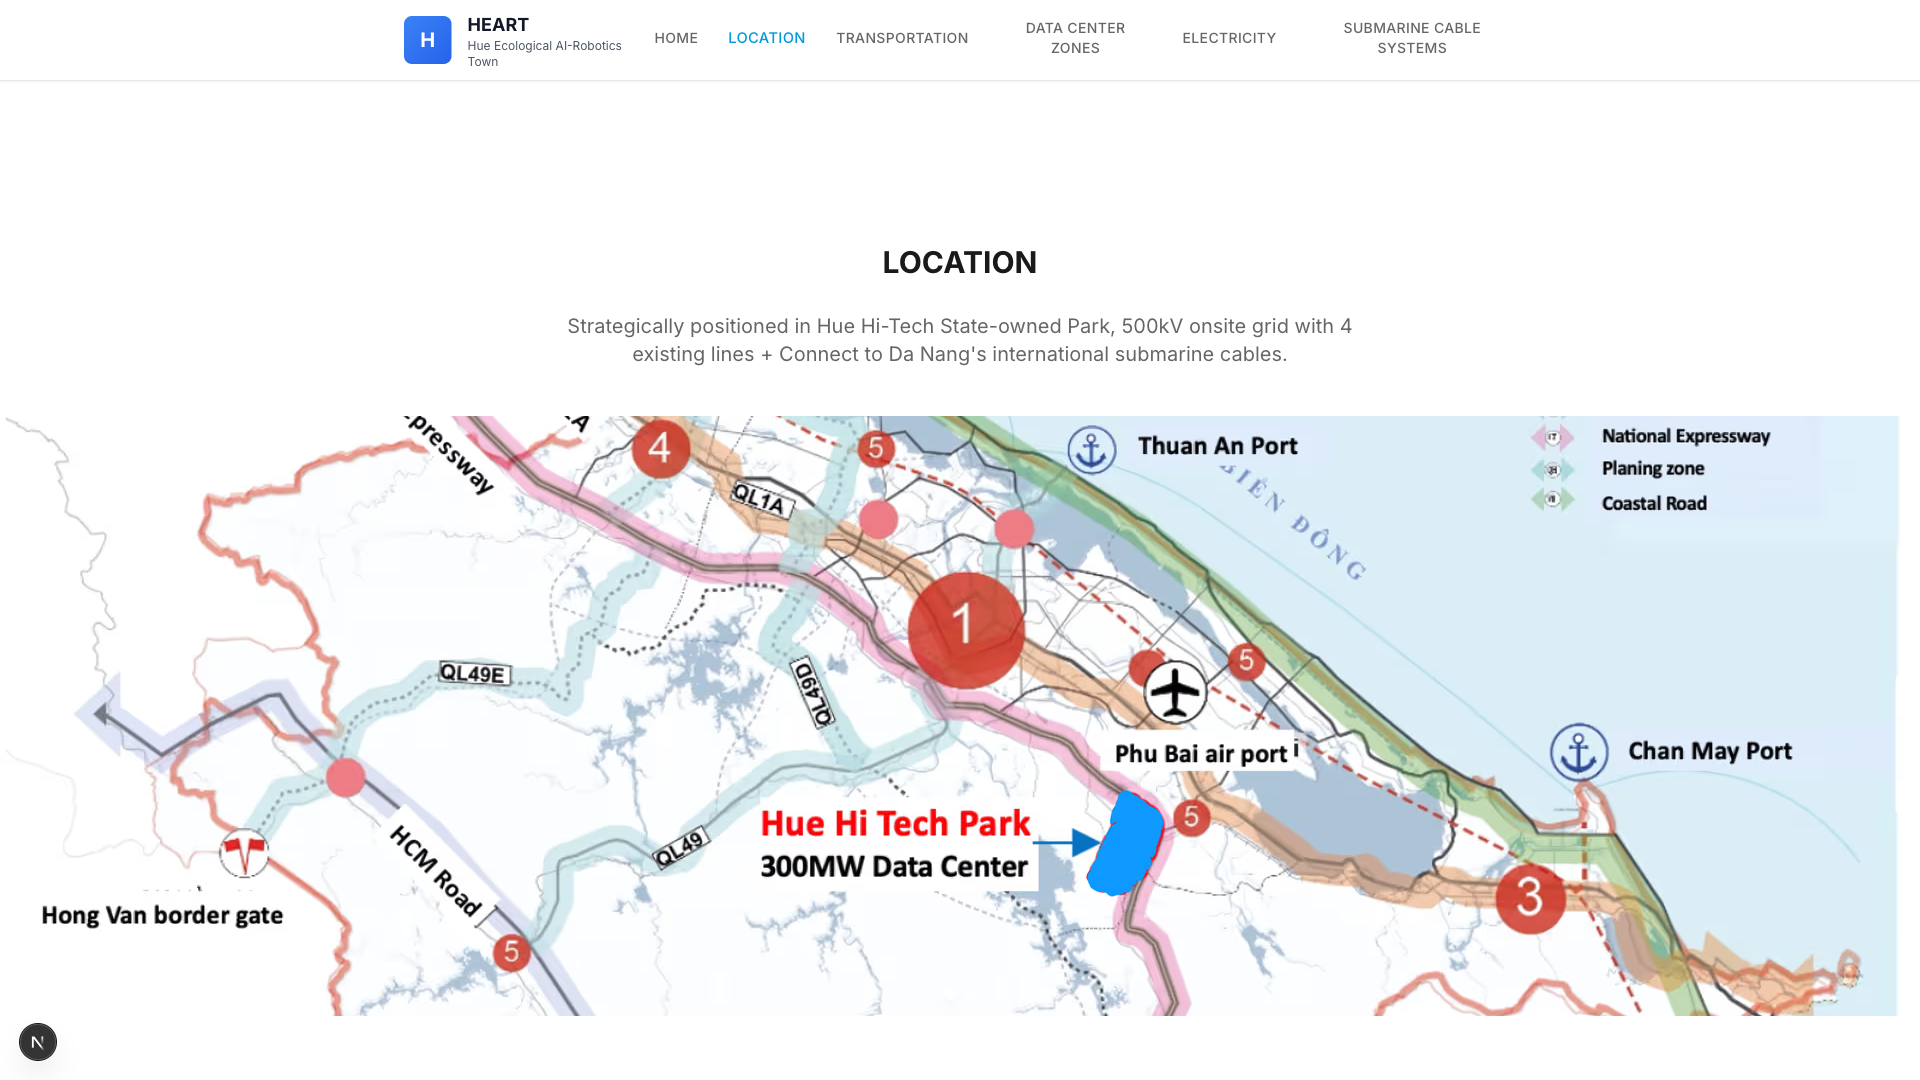 H
HEART
Hue Ecological AI-Robotics
Town
HOME
LOCATION
TRANSPORTATION
DATA CENTER
ZONES
ELECTRICITY
SUBMARINE CABLE
SYSTEMS
LOCATION
Strategically positioned in Hue Hi-Tech State-owned Park, 500kV onsite grid with 4
existing lines + Connect to Da Nang's international submarine cables.
pressway
4
5
Thuan An Port
BIỂN ĐÔNG
National Expressway
Planing zone
Coastal Road
QL1A
1
5
QL49E
QL49D
Phu Bai air port
Chan May Port
Hue Hi Tech Park
300MW Data Center
5
HCM Road
QL49
3
Hong Van border gate
5
N